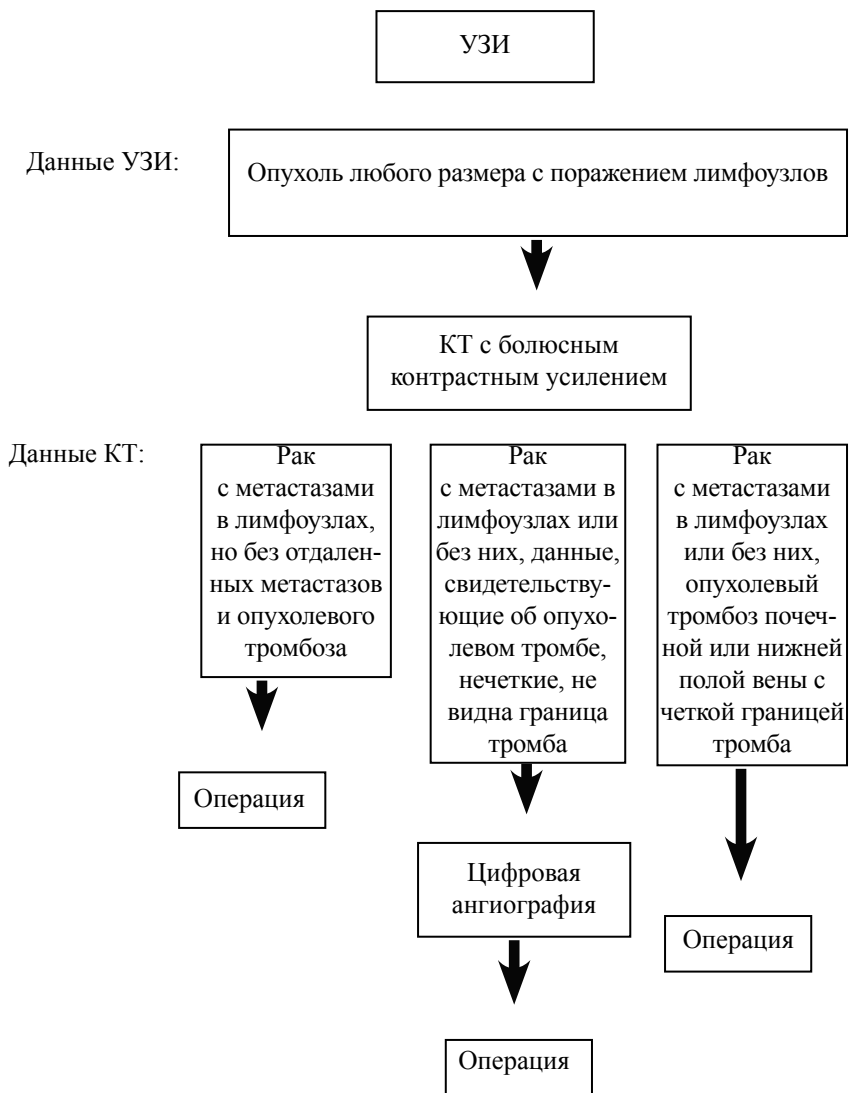 УЗИ
Данные УЗИ:
Опухоль любого размера с поражением лимфоузлов
КТ с болюсным
контрастным усилением
Данные КТ:
Рак
с метастазами
в лимфоузлах,
но без отдален-
ных метастазов
и опухолевого
тромбоза
Рак
с метастазами в
лимфоузлах или
без них, данные,
свидетельствую-
ющие об опухо-
левом тромбе,
нечеткие, не
видна граница
тромба
Рак
с метастазами
в лимфоузлах
или без них,
опухолевый
тромбоз почеч-
ной или нижней
полой вены с
четкой границей
тромба
Операция
Цифровая
ангиография
Операция
Операция